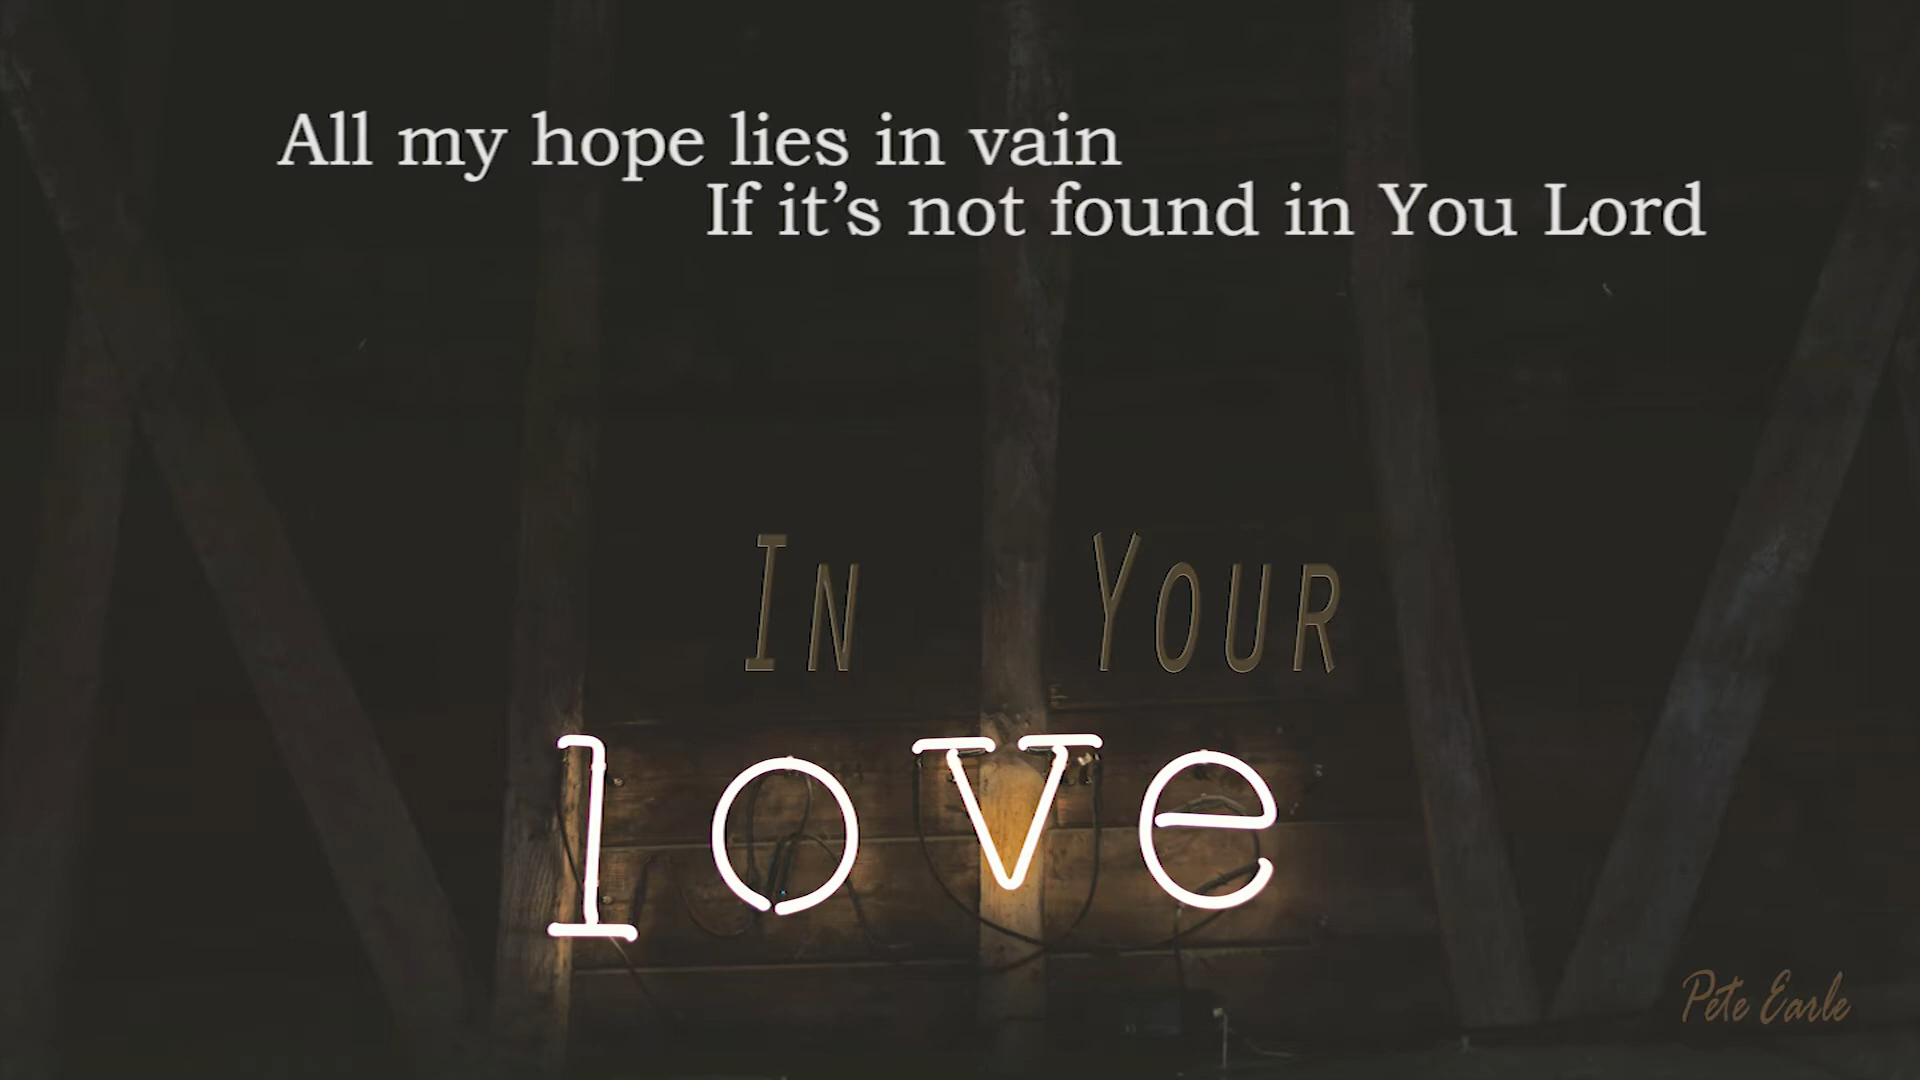 All my hope lies in vain
If it’s not found in You Lord
In Your
love
Pete Earle